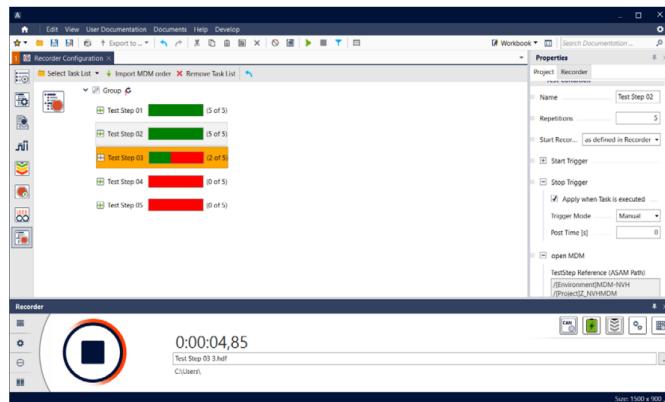 A
Edit View User Documentation Documents Help Develop
Export to... Workbook Search Documentation ...
1 Recorder Configuration
Select Task List Import MDM order Remove Task List
Group
Test Step 01 (5 of 5)
Test Step 02 (5 of 5)
Test Step 03 (2 of 5)
Test Step 04 (0 of 5)
Test Step 05 (0 of 5)
Properties
Project Recorder
Test Condition
Name Test Step 02
Repetitions 5
Start Recor... as defined in Recorder
Start Trigger
Stop Trigger
Apply when Task is executed
Trigger Mode Manual
Post Time [s] 0
open MDM
TestStep Reference (ASAM Path)
/[Environment]MDM-NVH
/[Project]Z_NVHMDM
Recorder
CAN
0:00:04,85
Test Step 03 3.hdf
C:\Users\
Size: 1500 x 900